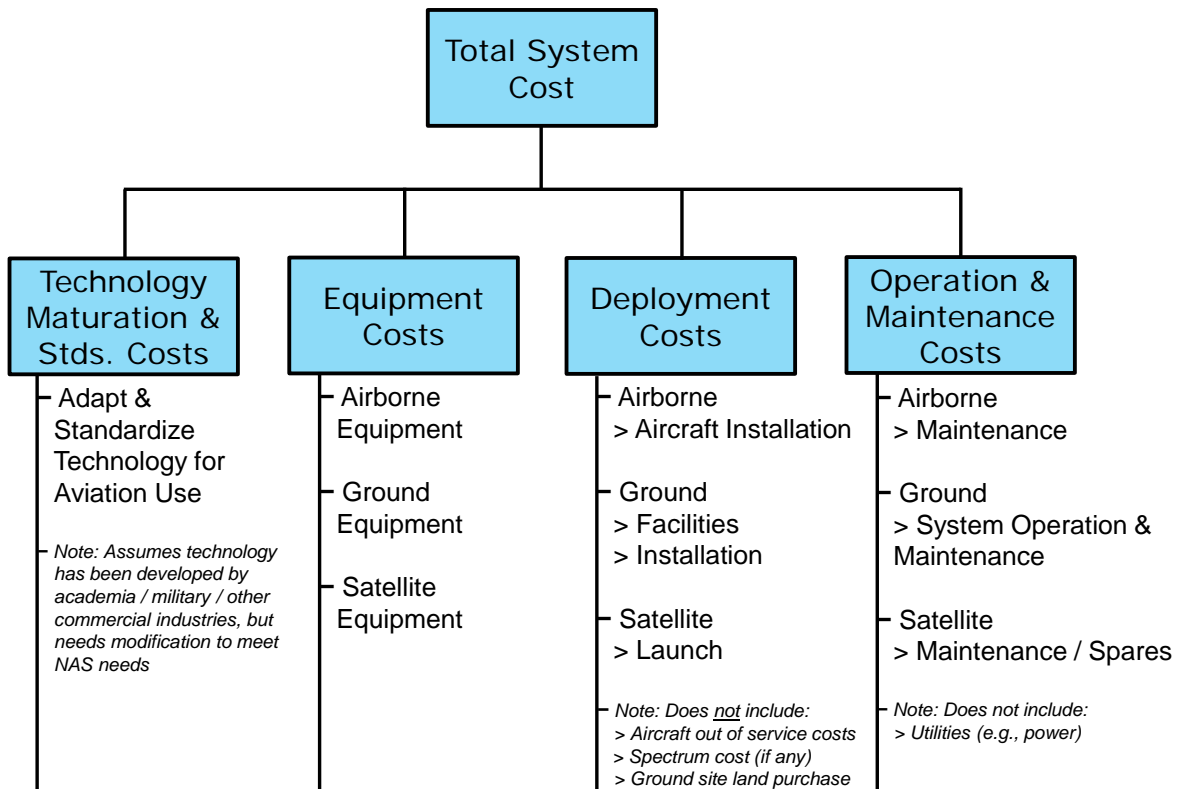 Total System
Cost
Technology
Maturation &
Stds. Costs
Adapt &
Standardize
Technology for
Aviation Use
Note: Assumes technology
has been developed by
academia / military / other
commercial industries, but
needs modification to meet
NAS needs
Equipment
Costs
Airborne
Equipment
Ground
Equipment
Satellite
Equipment
Deployment
Costs
Airborne
> Aircraft Installation
Ground
> Facilities
> Installation
Satellite
> Launch
Note: Does not include:
> Aircraft out of service costs
> Spectrum cost (if any)
> Ground site land purchase
Operation &
Maintenance
Costs
Airborne
> Maintenance
Ground
> System Operation &
Maintenance
Satellite
> Maintenance / Spares
Note: Does not include:
> Utilities (e.g., power)